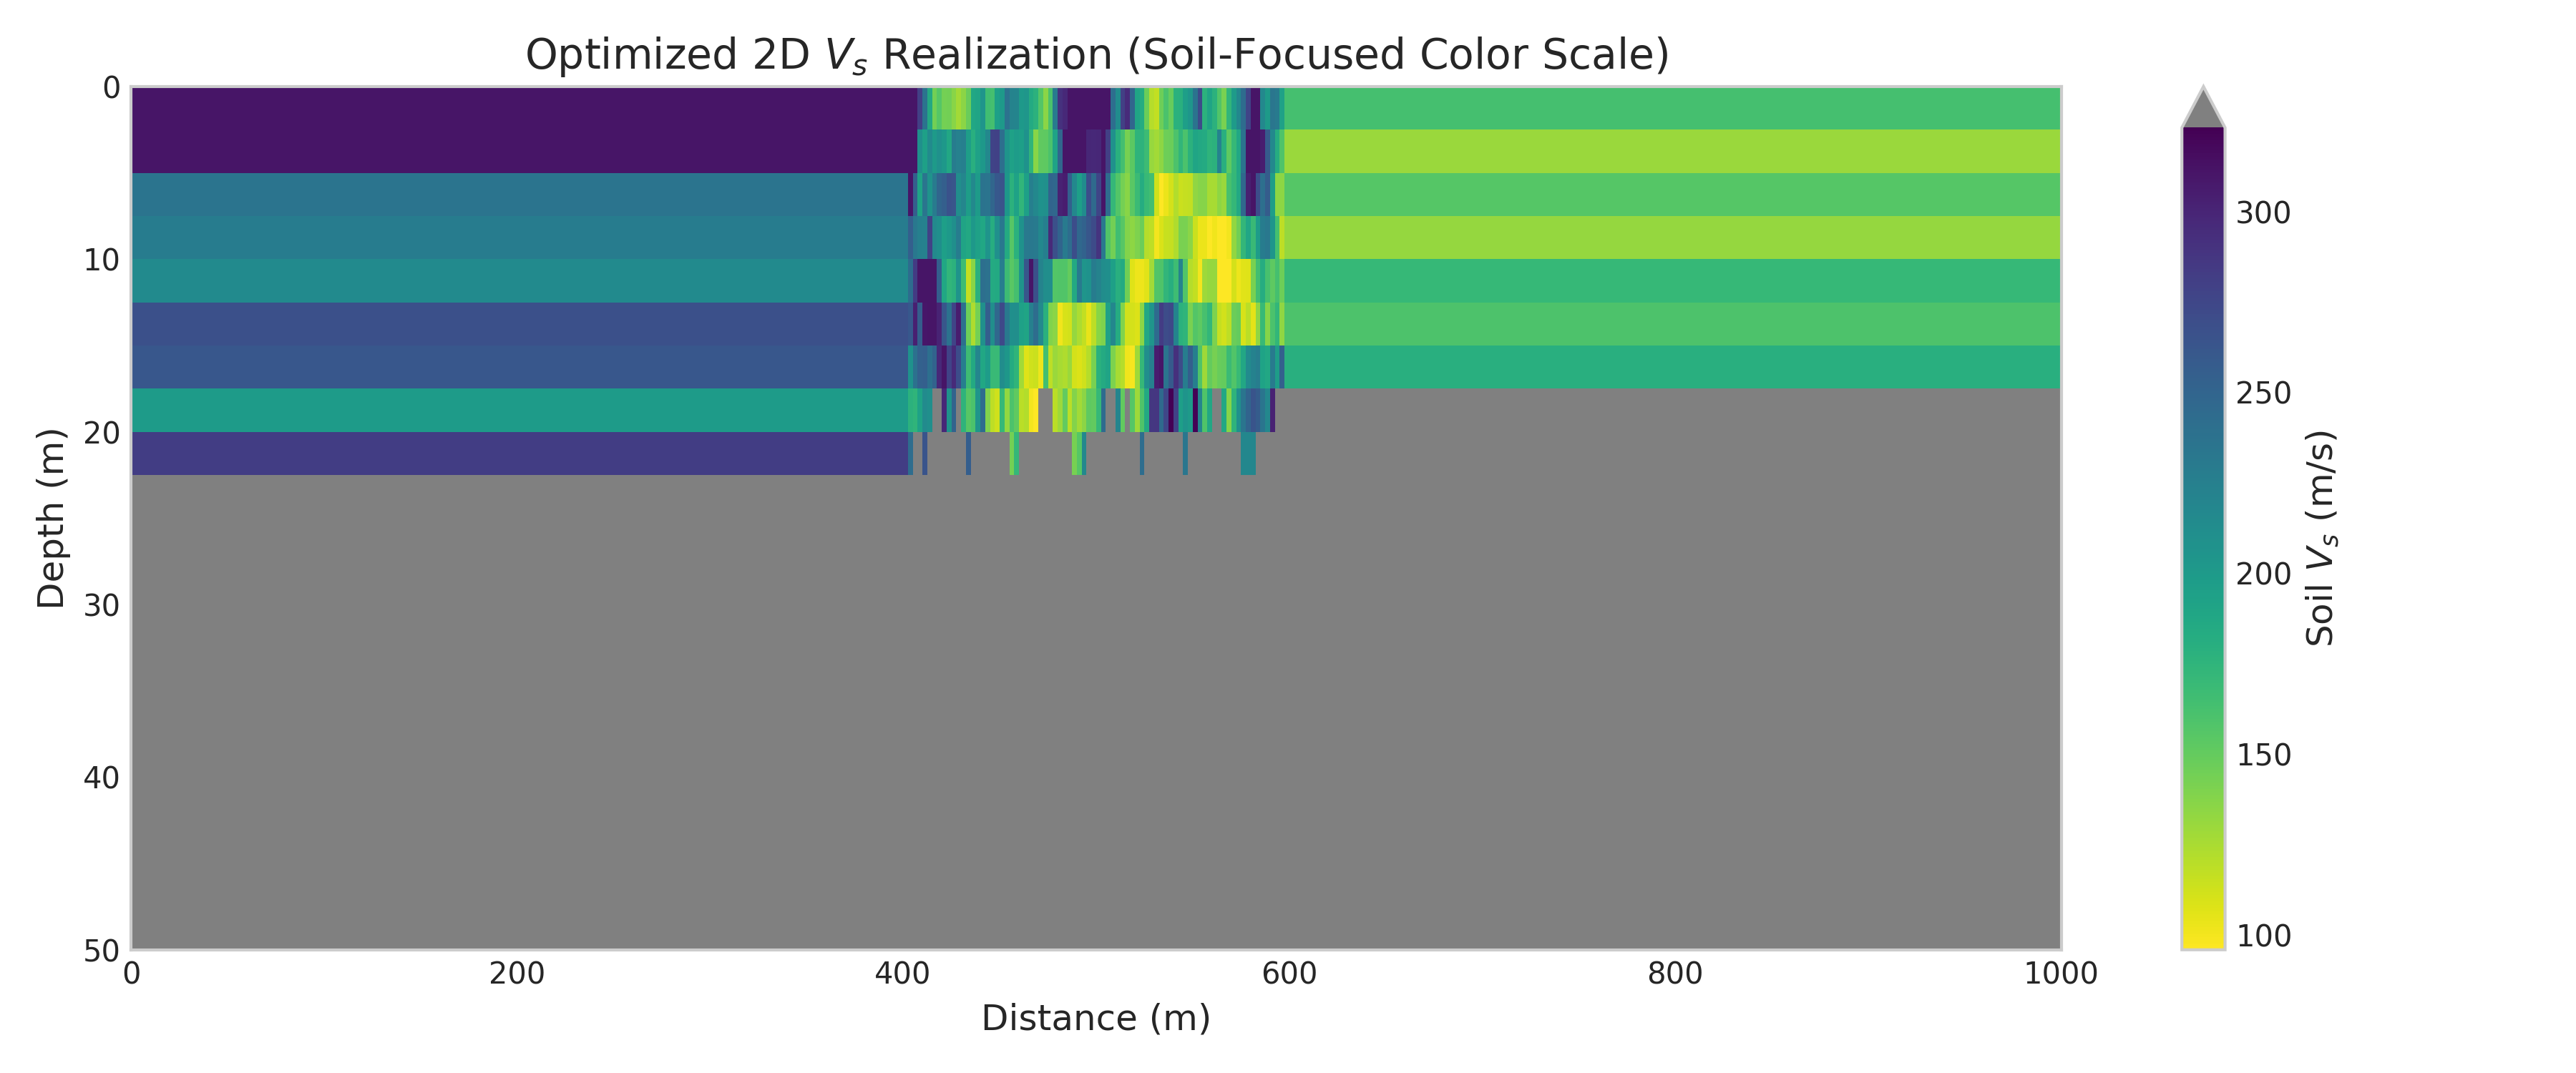 Optimized 2D Vs Realization (Soil-Focused Color Scale)
0
10
20
30
40
50
Depth (m)
0 200 400 600 800 1000
Distance (m)
300
250
200
150
100
Soil Vs (m/s)